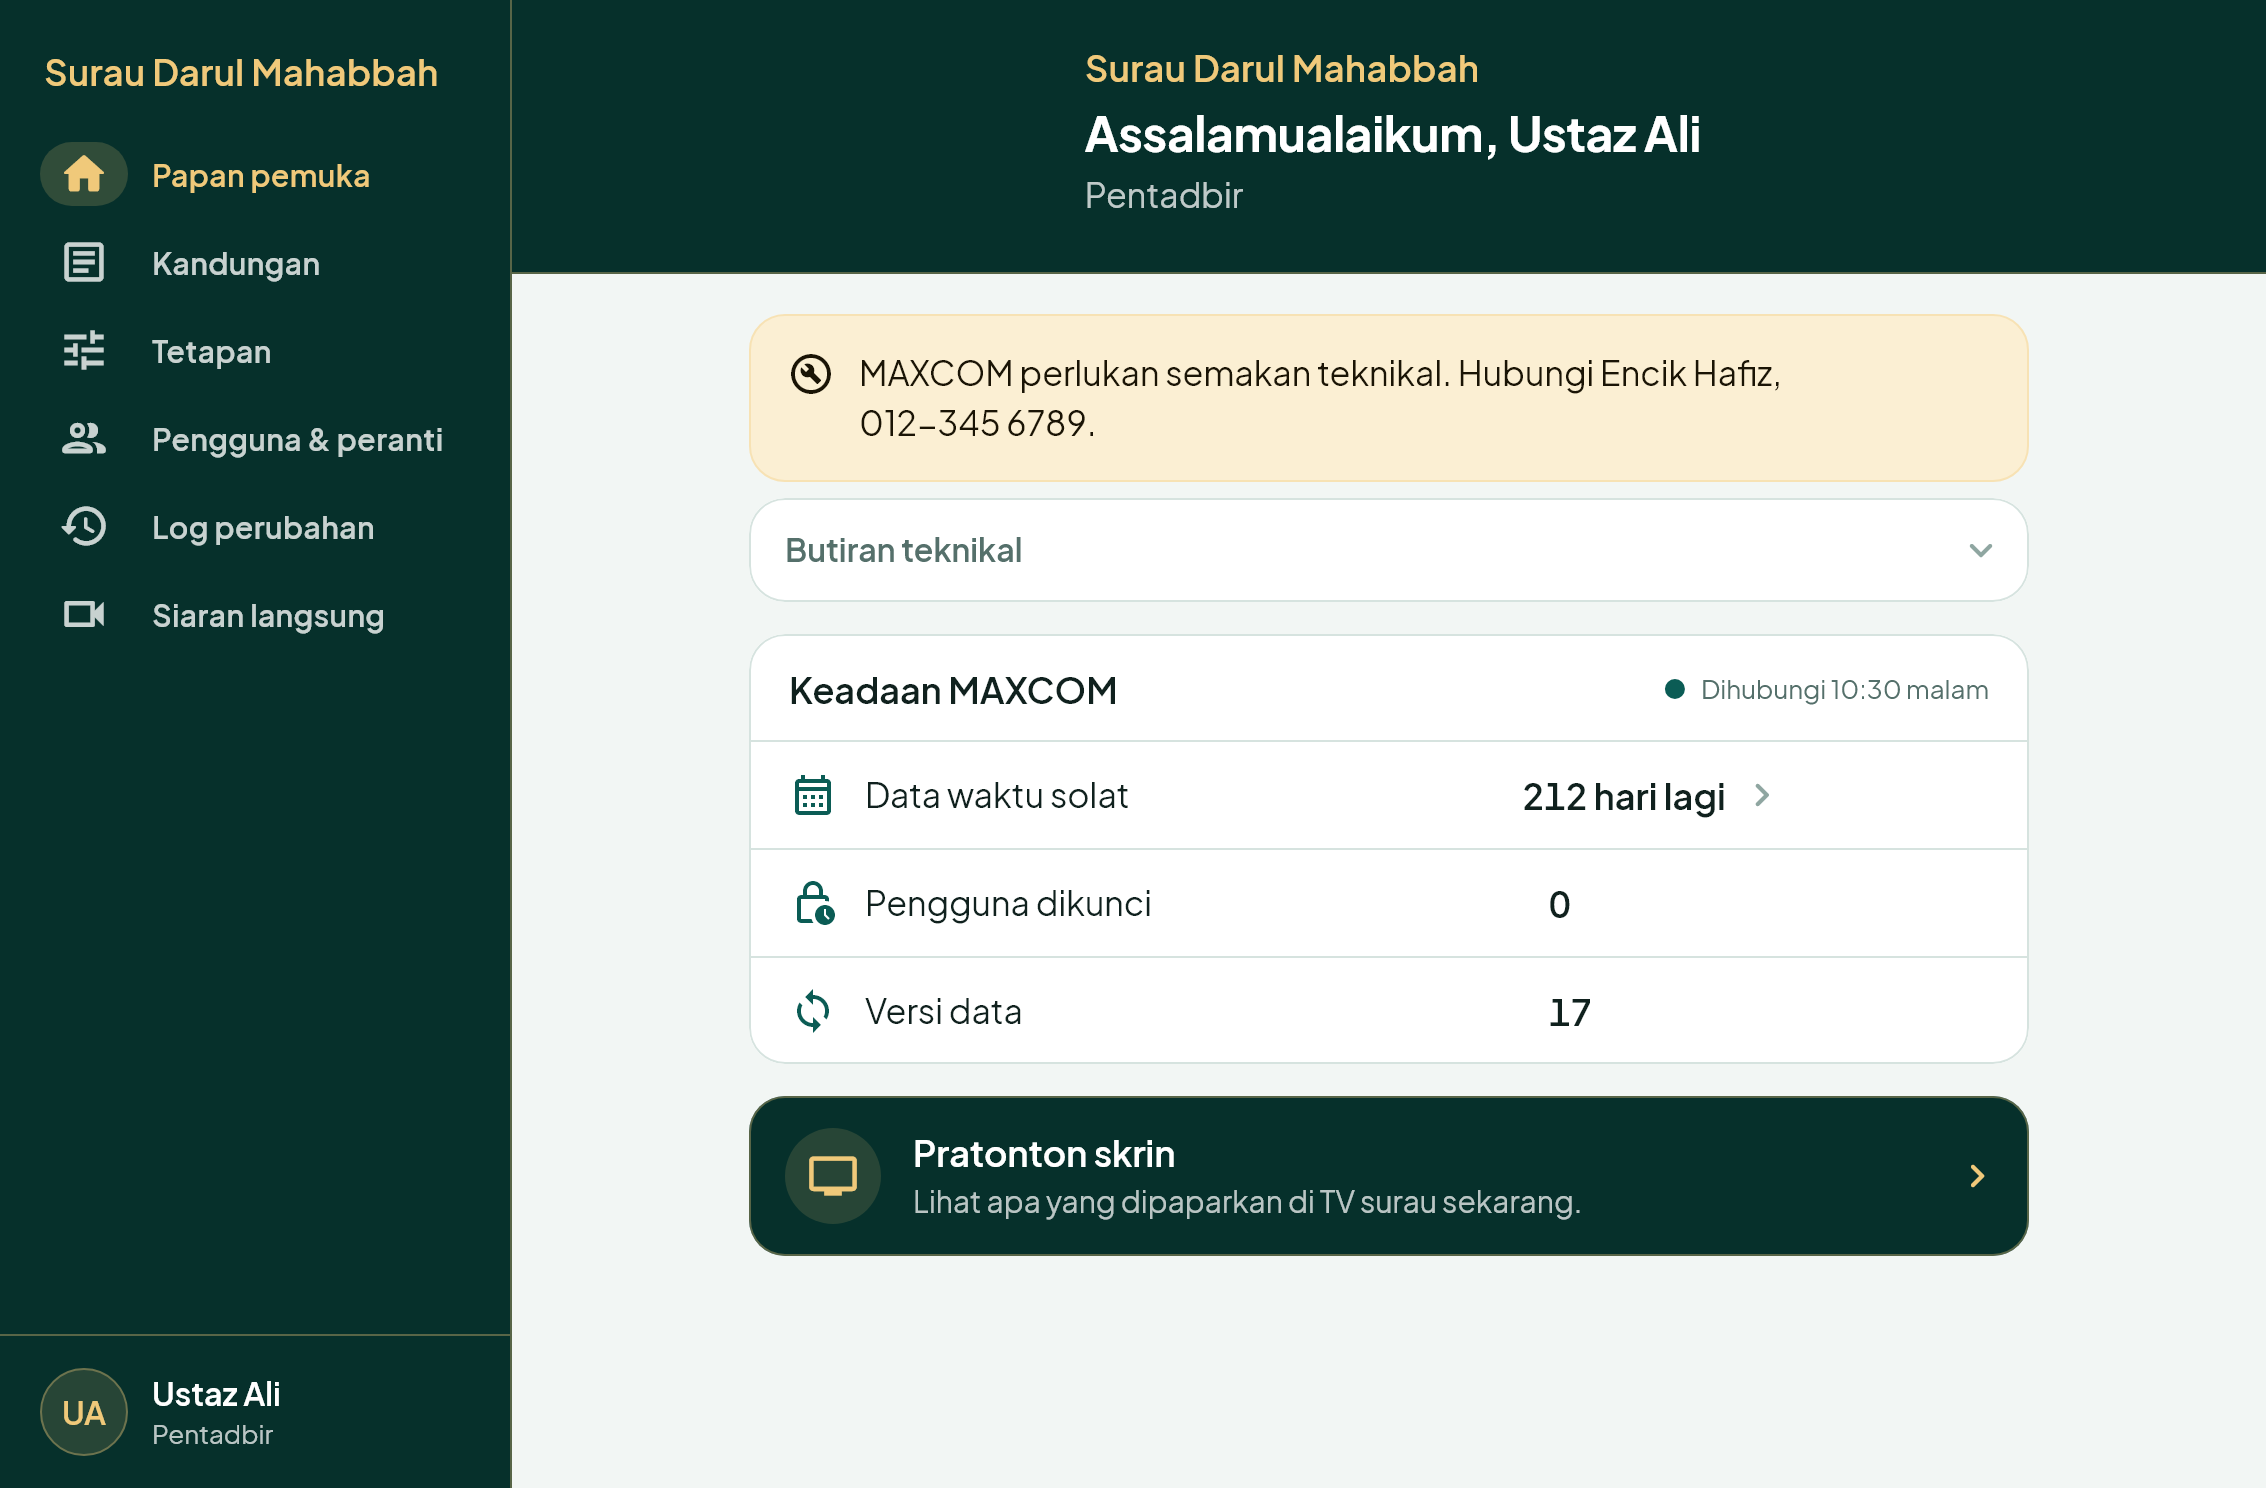 Surau Darul Mahabbah
Papan pemuka
Kandungan
Tetapan
Pengguna & peranti
Log perubahan
Siaran langsung
UA
Ustaz Ali
Pentadbir
Surau Darul Mahabbah
Assalamualaikum, Ustaz Ali
Pentadbir
MAXCOM perlukan semakan teknikal. Hubungi Encik Hafiz,
012-345 6789.
Butiran teknikal
Keadaan MAXCOM
Dihubungi 10:30 malam
Data waktu solat
212 hari lagi
Pengguna dikunci
0
Versi data
17
Pratonton skrin
Lihat apa yang dipaparkan di TV surau sekarang.